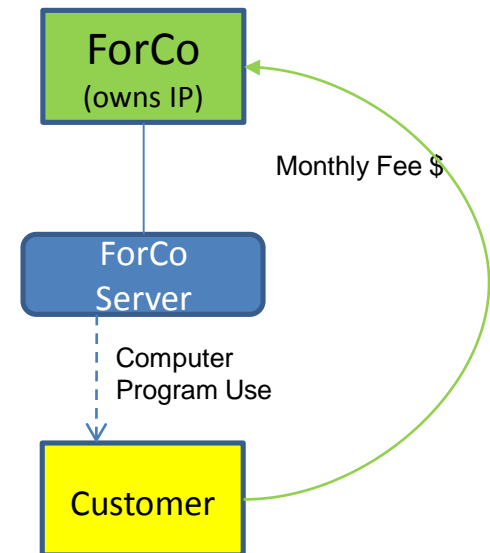 ForCo
(owns IP)
Monthly Fee $
ForCo
Server
Computer
Program Use
Customer